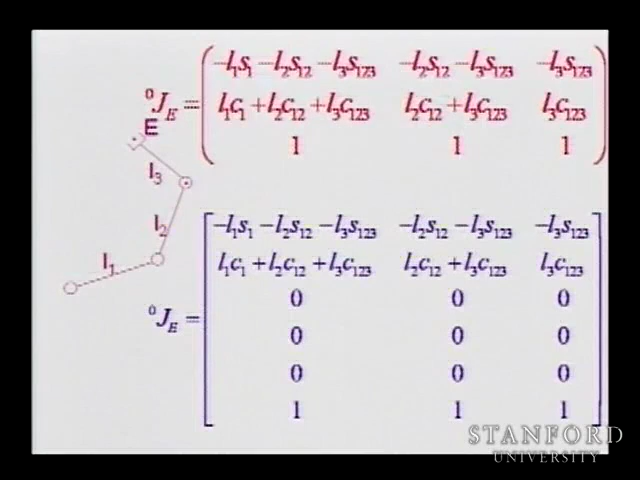 ⁰J_E = ( −l₁s₁ − l₂s₁₂ − l₃s₁₂₃   −l₂s₁₂ − l₃s₁₂₃   −l₃s₁₂₃
l₁c₁ + l₂c₁₂ + l₃c₁₂₃   l₂c₁₂ + l₃c₁₂₃   l₃c₁₂₃
1   1   1 )
E
l₃
l₂
l₁
⁰J_E = [ −l₁s₁ − l₂s₁₂ − l₃s₁₂₃   −l₂s₁₂ − l₃s₁₂₃   −l₃s₁₂₃
l₁c₁ + l₂c₁₂ + l₃c₁₂₃   l₂c₁₂ + l₃c₁₂₃   l₃c₁₂₃
0   0   0
0   0   0
0   0   0
1   1   1 ]
STANFORD
UNIVERSITY